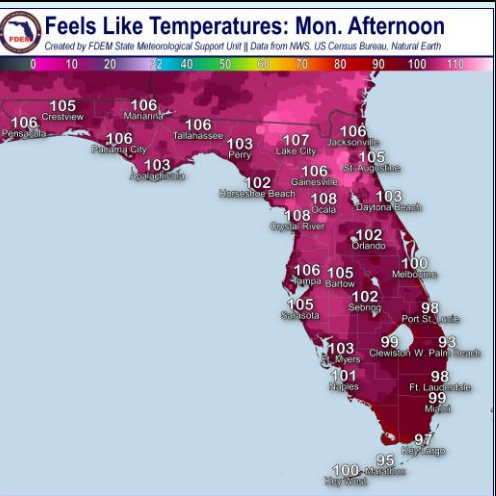 FDEM
Feels Like Temperatures: Mon. Afternoon
Created by FDEM State Meteorological Support Unit || Data from NWS, US Census Bureau, Natural Earth
0 10 20 32 40 50 60 70 80 90 100 110
105
Crestview
106
Marianna
106
Pensacola
106
Tallahassee
106
Panama City
103
Perry
107
Lake City
106
Jacksonville
103
Apalachicola
105
St. Augustine
106
Gainesville
102
Horseshoe Beach
108
Ocala
103
Daytona Beach
108
Crystal River
102
Orlando
106
Tampa
105
Bartow
100
Melbourne
105
Sarasota
102
Sebring
98
Port St. Lucie
103
Ft. Myers
99
Clewiston
93
W. Palm Beach
101
Naples
98
Ft. Lauderdale
99
Miami
97
Key Largo
95
Marathon
100
Key West